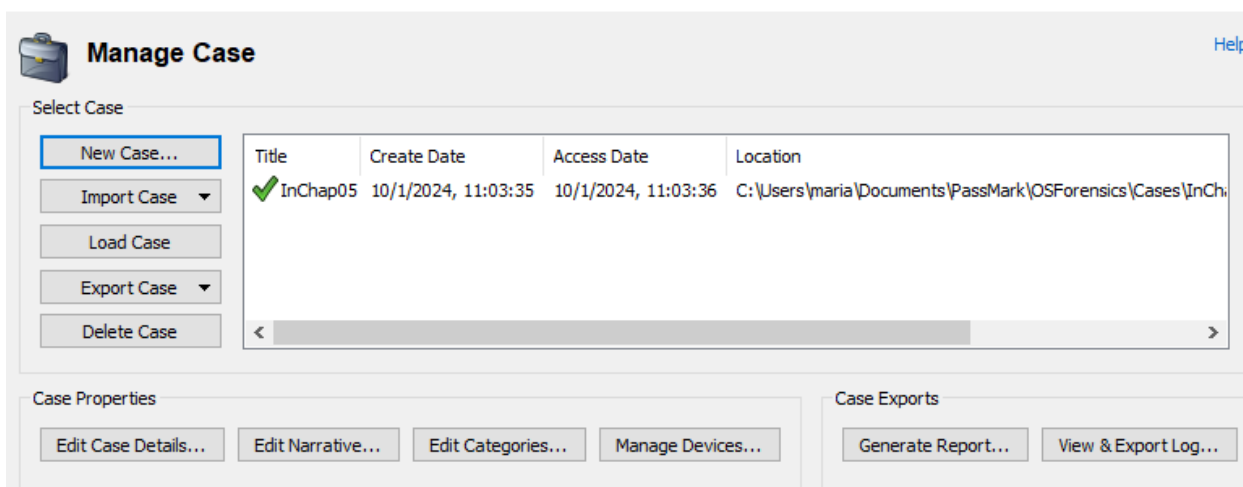 Manage Case
Help
Select Case
New Case...
Import Case
Load Case
Export Case
Delete Case
Title Create Date Access Date Location
InChap05 10/1/2024, 11:03:35 10/1/2024, 11:03:36 C:\Users\maria\Documents\PassMark\OSForensics\Cases\InCh
Case Properties
Edit Case Details... Edit Narrative... Edit Categories... Manage Devices...
Case Exports
Generate Report... View & Export Log...